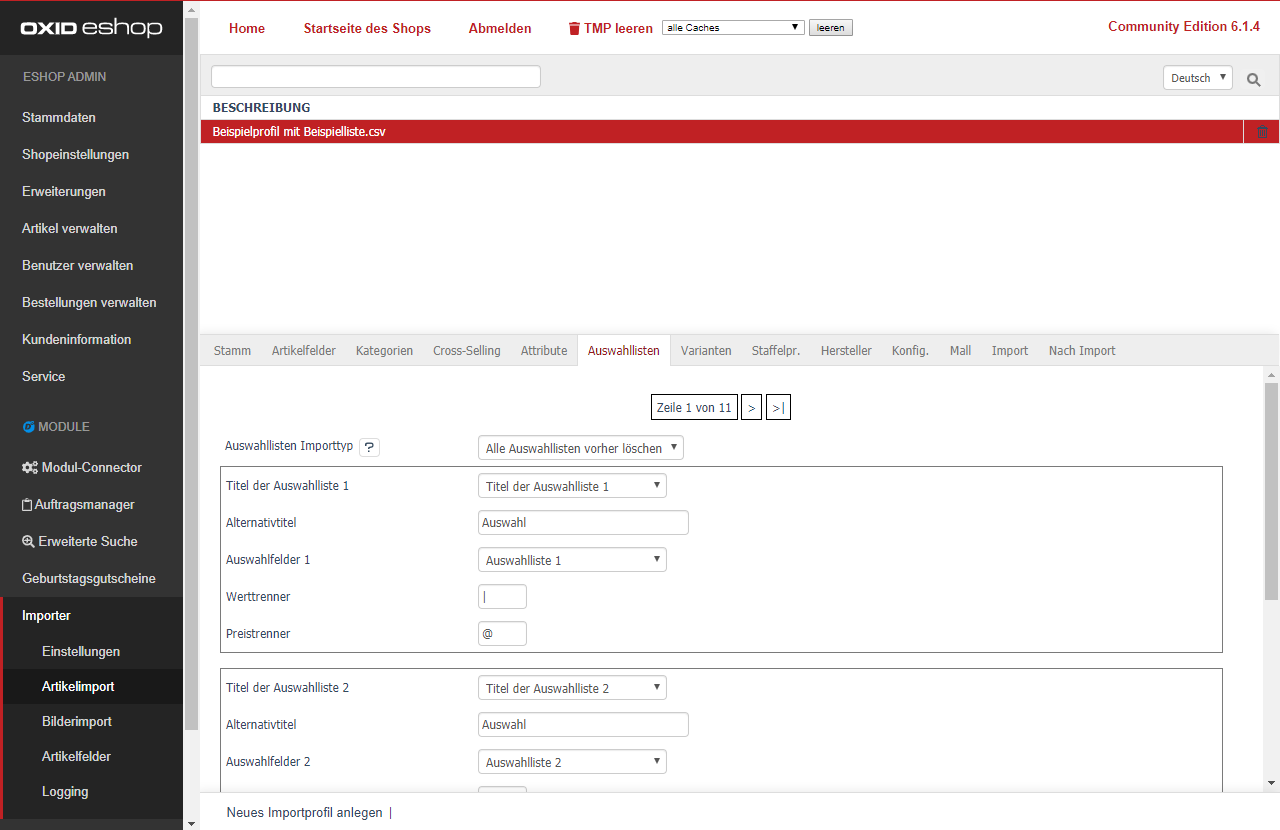 OXID eshop
Home Startseite des Shops Abmelden TMP leeren alle Caches leeren Community Edition 6.1.4
ESHOP ADMIN
Stammdaten
Shopeinstellungen
Erweiterungen
Artikel verwalten
Benutzer verwalten
Bestellungen verwalten
Kundeninformation
Service
MODULE
Modul-Connector
Auftragsmanager
Erweiterte Suche
Geburtstagsgutscheine
Importer
Einstellungen
Artikelimport
Bilderimport
Artikelfelder
Logging
Deutsch
BESCHREIBUNG
Beispielprofil mit Beispielliste.csv
Stamm Artikelfelder Kategorien Cross-Selling Attribute Auswahllisten Varianten Staffelpr. Hersteller Konfig. Mall Import Nach Import
Zeile 1 von 11 > >|
Auswahllisten Importtyp ? Alle Auswahllisten vorher löschen
Titel der Auswahlliste 1 Titel der Auswahlliste 1
Alternativtitel Auswahl
Auswahlfelder 1 Auswahlliste 1
Werttrenner |
Preistrenner @
Titel der Auswahlliste 2 Titel der Auswahlliste 2
Alternativtitel Auswahl
Auswahlfelder 2 Auswahlliste 2
Neues Importprofil anlegen |